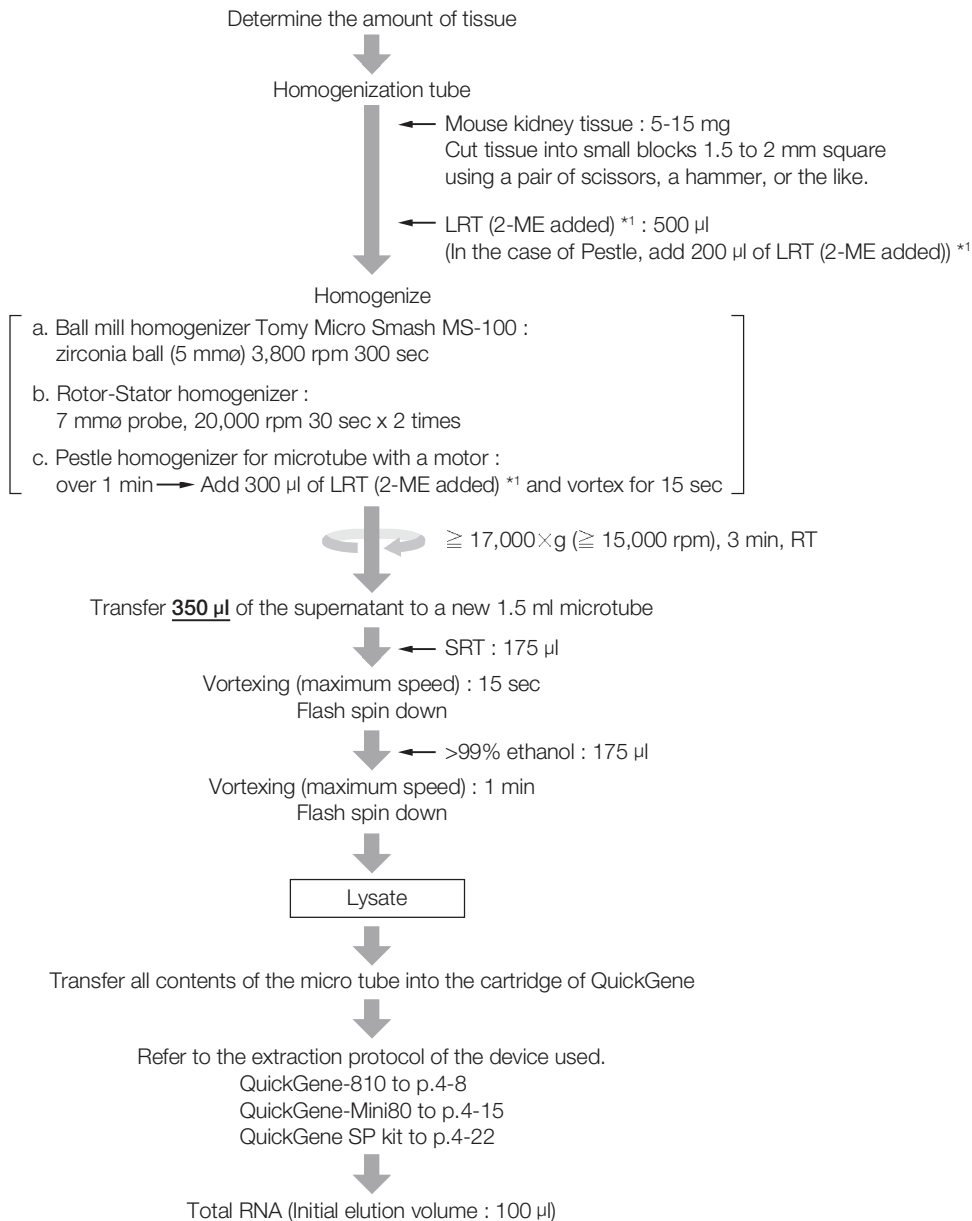 Determine the amount of tissue
Homogenization tube
Mouse kidney tissue : 5-15 mg
Cut tissue into small blocks 1.5 to 2 mm square
using a pair of scissors, a hammer, or the like.
LRT (2-ME added) *1 : 500 µl
(In the case of Pestle, add 200 µl of LRT (2-ME added)) *1
Homogenize
a. Ball mill homogenizer Tomy Micro Smash MS-100 :
zirconia ball (5 mmø) 3,800 rpm 300 sec
b. Rotor-Stator homogenizer :
7 mmø probe, 20,000 rpm 30 sec x 2 times
c. Pestle homogenizer for microtube with a motor :
over 1 min → Add 300 µl of LRT (2-ME added) *1 and vortex for 15 sec
≧ 17,000×g (≧ 15,000 rpm), 3 min, RT
Transfer 350 µl of the supernatant to a new 1.5 ml microtube
SRT : 175 µl
Vortexing (maximum speed) : 15 sec
Flash spin down
>99% ethanol : 175 µl
Vortexing (maximum speed) : 1 min
Flash spin down
Lysate
Transfer all contents of the micro tube into the cartridge of QuickGene
Refer to the extraction protocol of the device used.
QuickGene-810 to p.4-8
QuickGene-Mini80 to p.4-15
QuickGene SP kit to p.4-22
Total RNA (Initial elution volume : 100 µl)